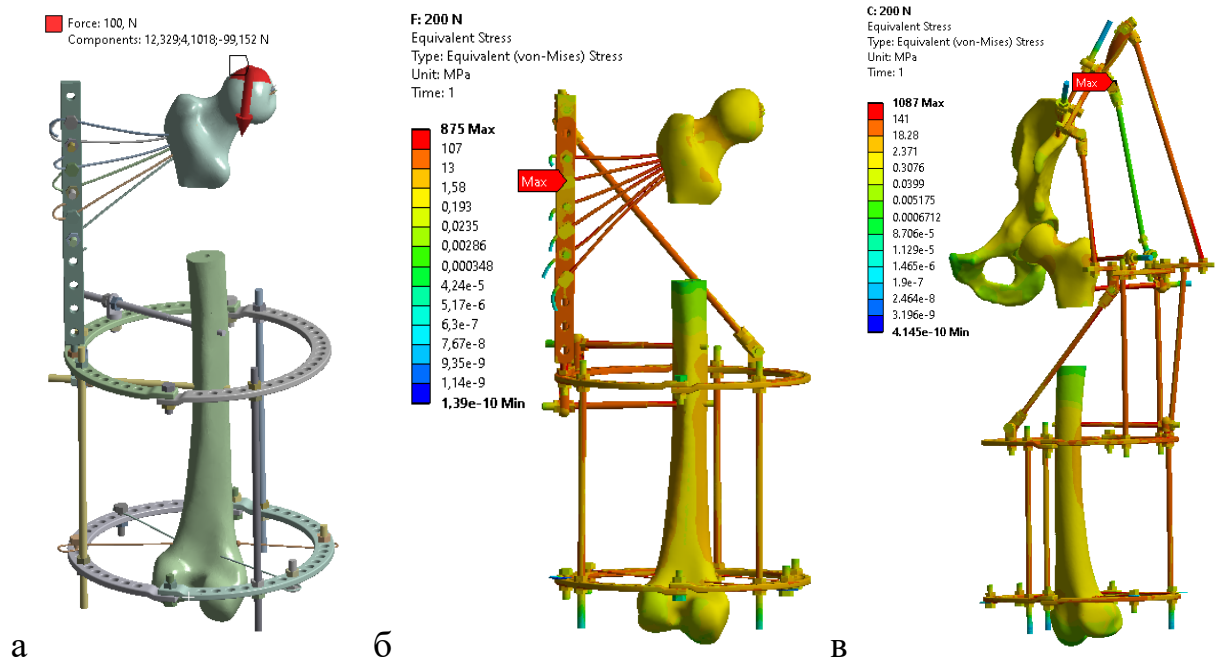 Force: 100, N
Components: 12,329;4,1018;-99,152 N
F: 200 N
Equivalent Stress
Type: Equivalent (von-Mises) Stress
Unit: MPa
Time: 1
875 Max
107
13
1,58
0,193
0,0235
0,00286
0,000348
4,24e-5
5,17e-6
6,3e-7
7,67e-8
9,35e-9
1,14e-9
1,39e-10 Min
Max
C: 200 N
Equivalent Stress
Type: Equivalent (von-Mises) Stress
Unit: MPa
Time: 1
1087 Max
141
18.28
2.371
0.3076
0.0399
0.005175
0.0006712
8.706e-5
1.129e-5
1.465e-6
1.9e-7
2.464e-8
3.196e-9
4.145e-10 Min
Max
а
б
в